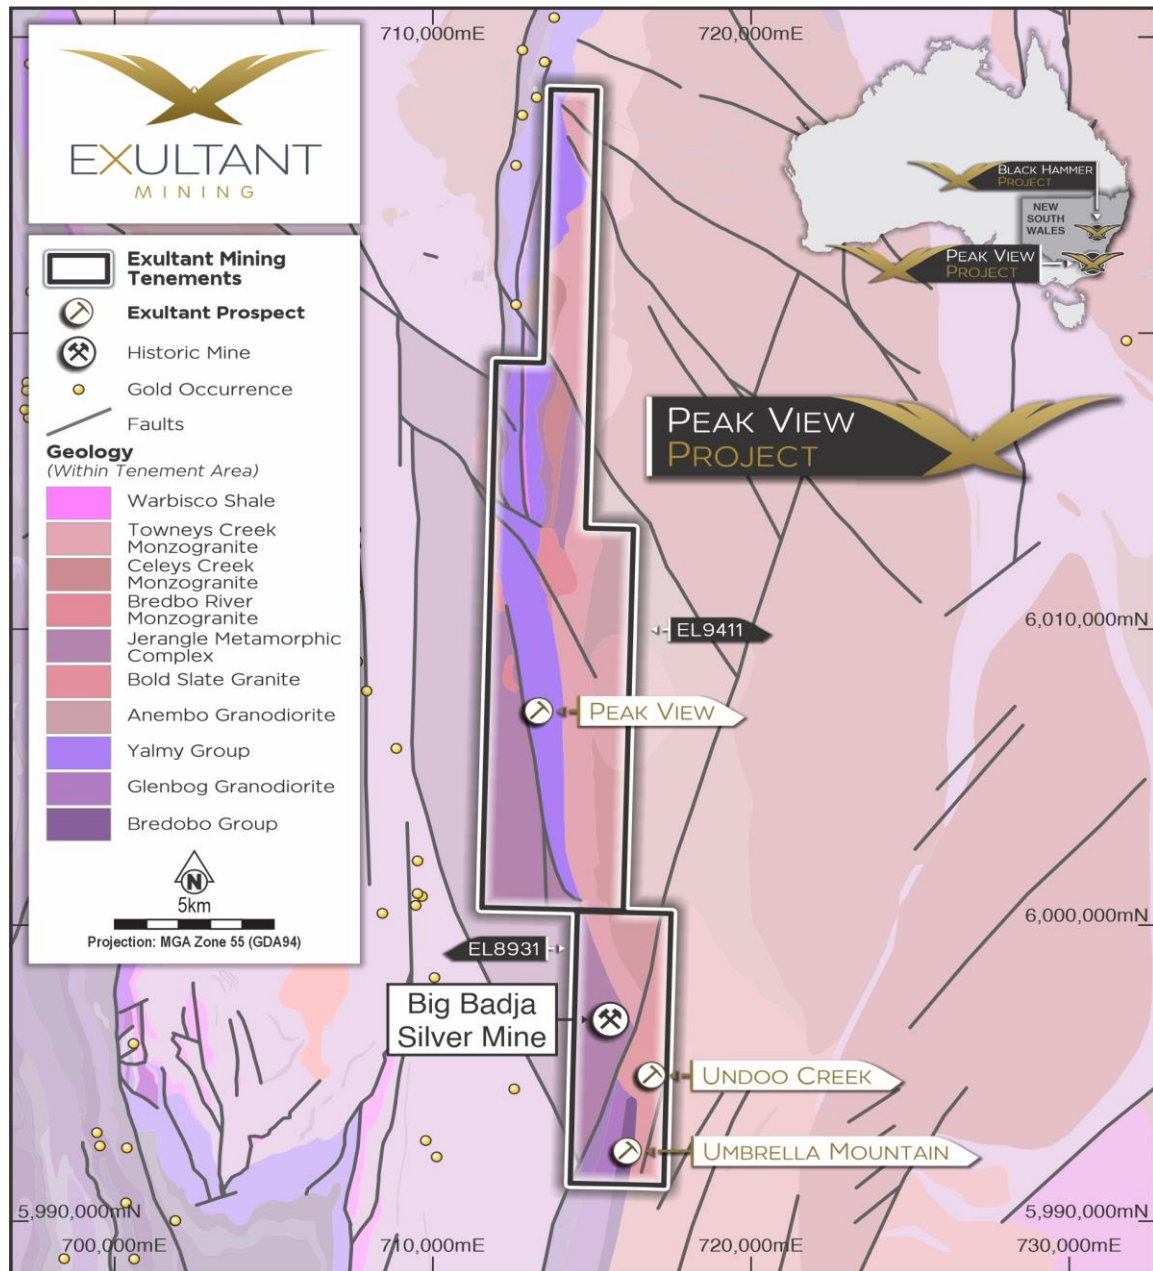 710,000mE
720,000mE
EXULTANT
MINING
Exultant Mining
Tenements
Exultant Prospect
Historic Mine
Gold Occurrence
Faults
Geology
(Within Tenement Area)
Warbisco Shale
Towneys Creek
Monzogranite
Celeys Creek
Monzogranite
Bredbo River
Monzogranite
Jerangle Metamorphic
Complex
Bold Slate Granite
Anembo Granodiorite
Yalmy Group
Glenbog Granodiorite
Bredobo Group
N
5km
Projection: MGA Zone 55 (GDA94)
BLACK HAMMER
PROJECT
NEW
SOUTH
WALES
PEAK VIEW
PROJECT
PEAK VIEW
PROJECT
6,010,000mN
EL9411
PEAK VIEW
6,000,000mN
EL8931
Big Badja
Silver Mine
UNDOO CREEK
UMBRELLA MOUNTAIN
5,990,000mN
5,990,000mN
700,000mE
710,000mE
720,000mE
730,000mE